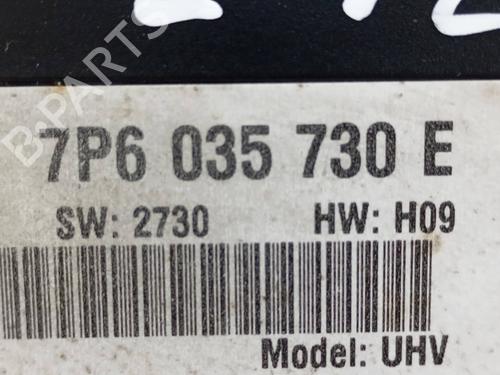 B-PARTS
7P6 035 730 E
SW: 2730 HW: H09
Model: UHV